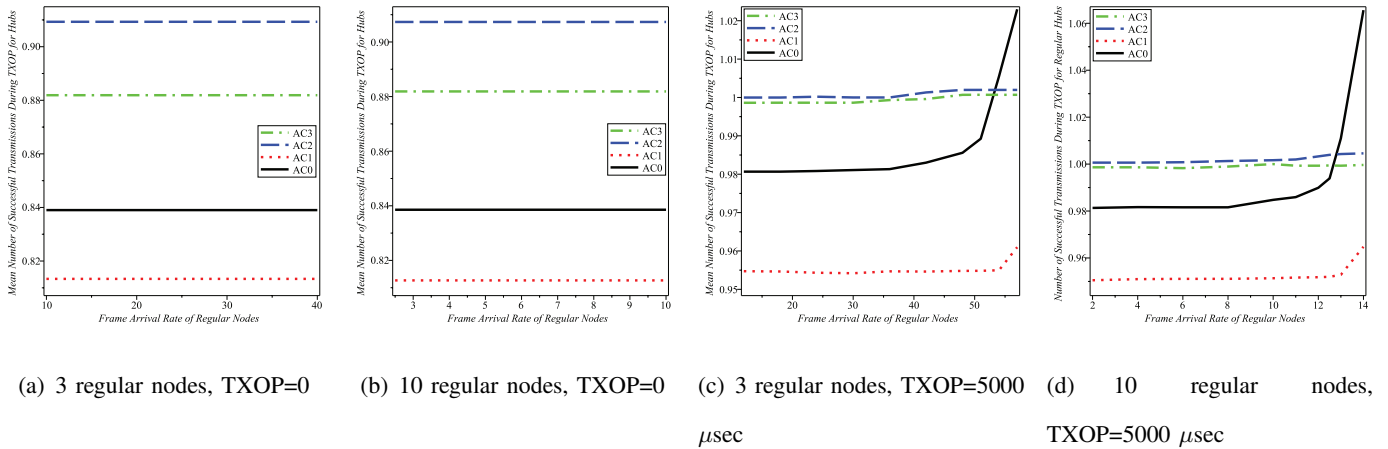 Mean Number of Successful Transmissions During TXOP for Hubs
0.90
0.88
0.86
0.84
0.82
10
20
30
40
Frame Arrival Rate of Regular Nodes
AC3
AC2
AC1
AC0
(a) 3 regular nodes, TXOP=0
Mean Number of Successful Transmissions During TXOP for Hubs
0.90
0.88
0.86
0.84
0.82
3
4
5
6
7
8
9
10
Frame Arrival Rate of Regular Nodes
AC3
AC2
AC1
AC0
(b) 10 regular nodes, TXOP=0
Mean Number Successful Transmissions During TXOP for Hubs
1.02
1.01
1
0.99
0.98
0.97
0.96
0.95
20
30
40
50
Frame Arrival Rate of Regular Nodes
AC3
AC2
AC1
AC0
(c) 3 regular nodes, TXOP=5000
μsec
Number of Successful Transmissions During TXOP for Regular Hubs
1.06
1.04
1.02
1.00
0.98
0.96
2
4
6
8
10
12
14
Frame Arrival Rate of Regular Nodes
AC3
AC2
AC1
AC0
(d) 10 regular nodes,
TXOP=5000 μsec